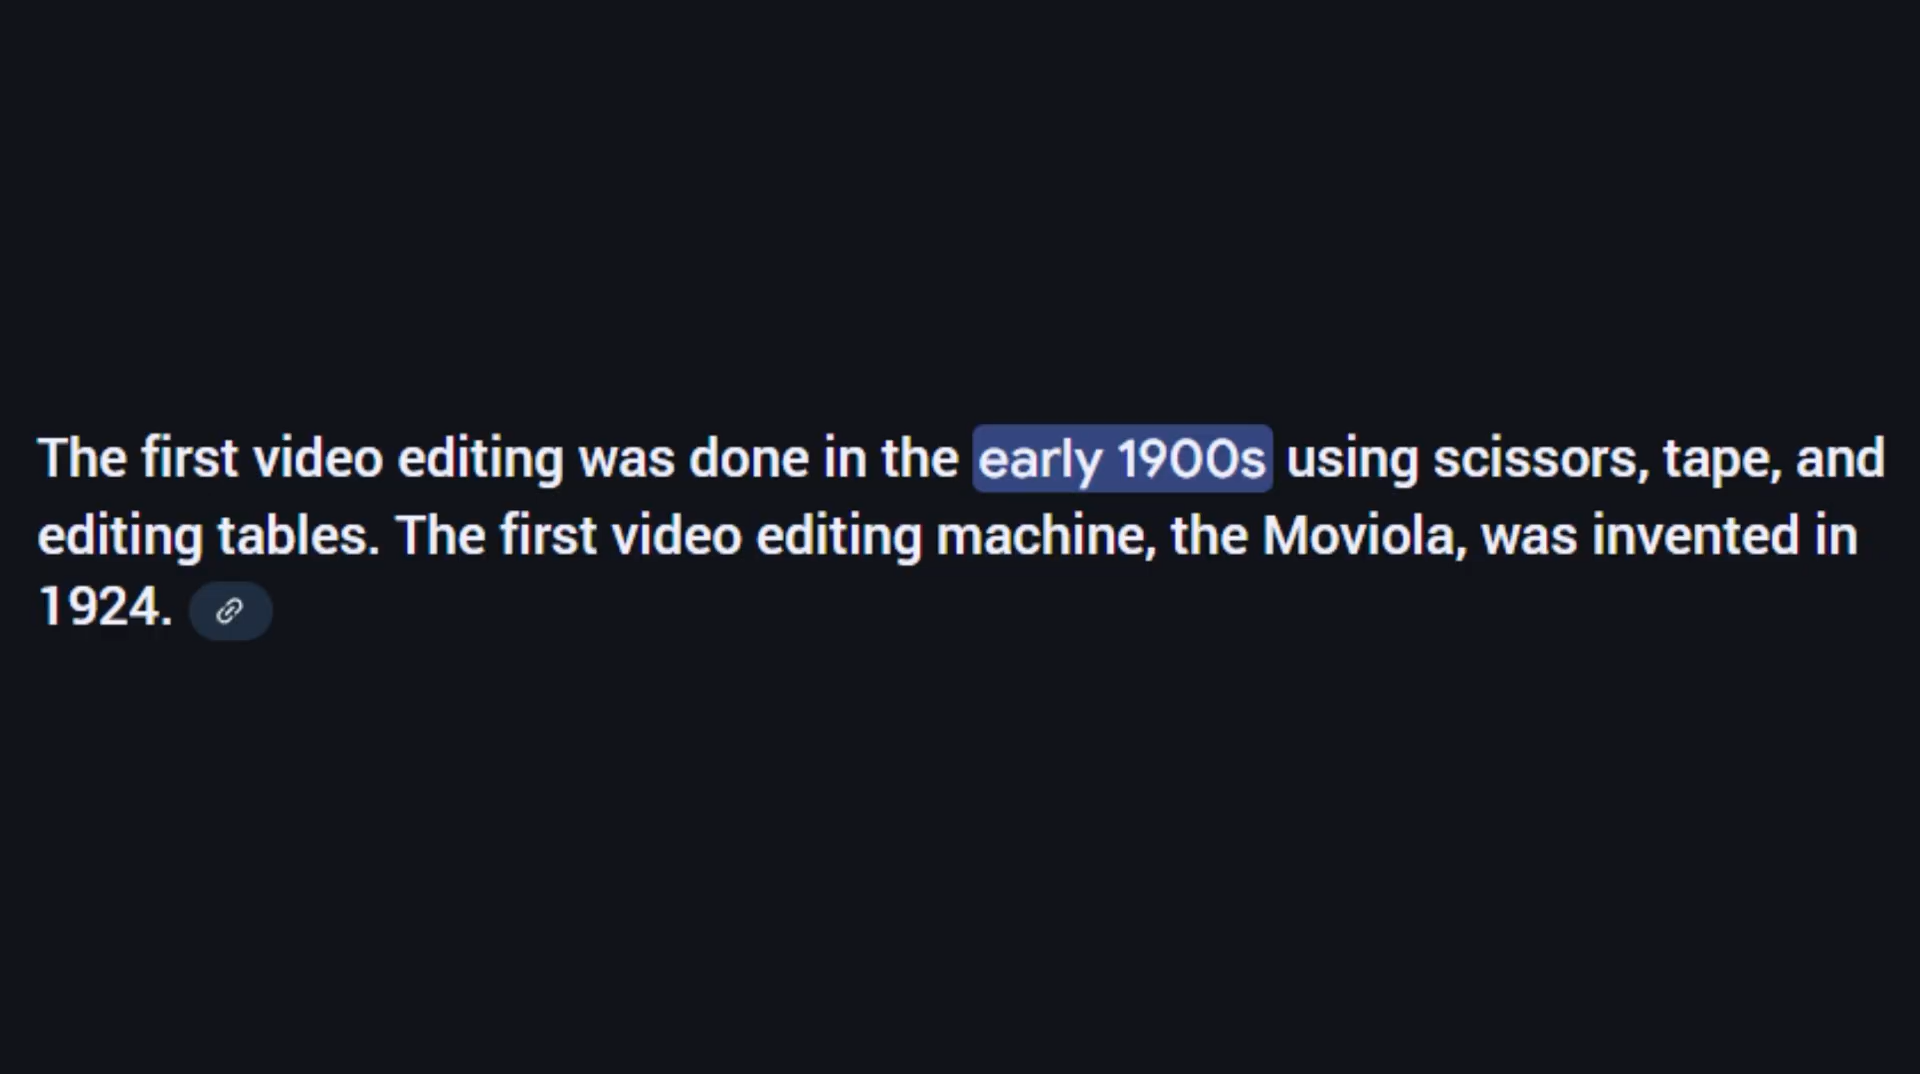 The first video editing was done in the early 1900s using scissors, tape, and
editing tables. The first video editing machine, the Moviola, was invented in
1924.